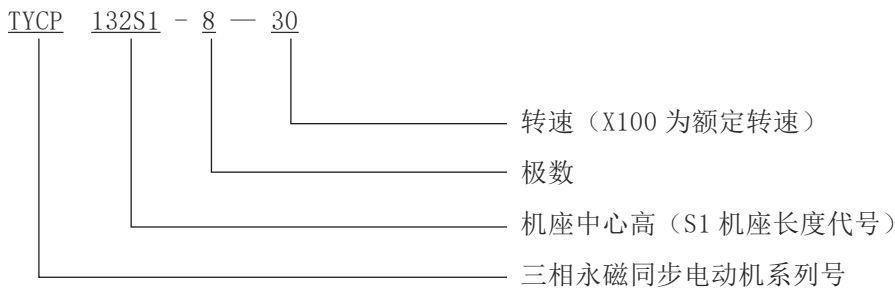 TYCP 132S1 - 8 — 30
转速（X100 为额定转速）
极数
机座中心高（S1 机座长度代号）
三相永磁同步电动机系列号